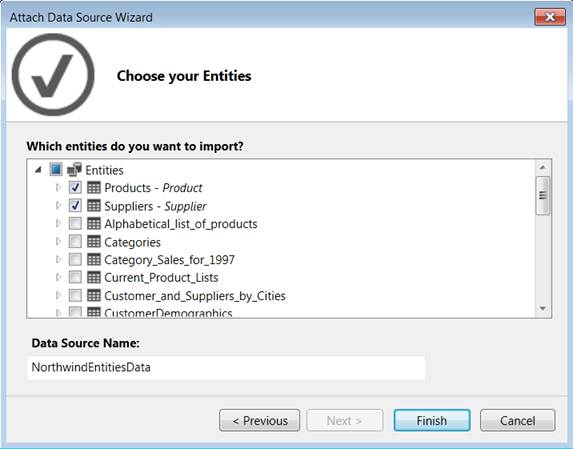 Attach Data Source Wizard
Choose your Entities
Which entities do you want to import?
Entities
Products - Product
Suppliers - Supplier
Alphabetical_list_of_products
Categories
Category_Sales_for_1997
Current_Product_Lists
Customer_and_Suppliers_by_Cities
CustomerDemographics
Data Source Name:
NorthwindEntitiesData
< Previous
Next >
Finish
Cancel